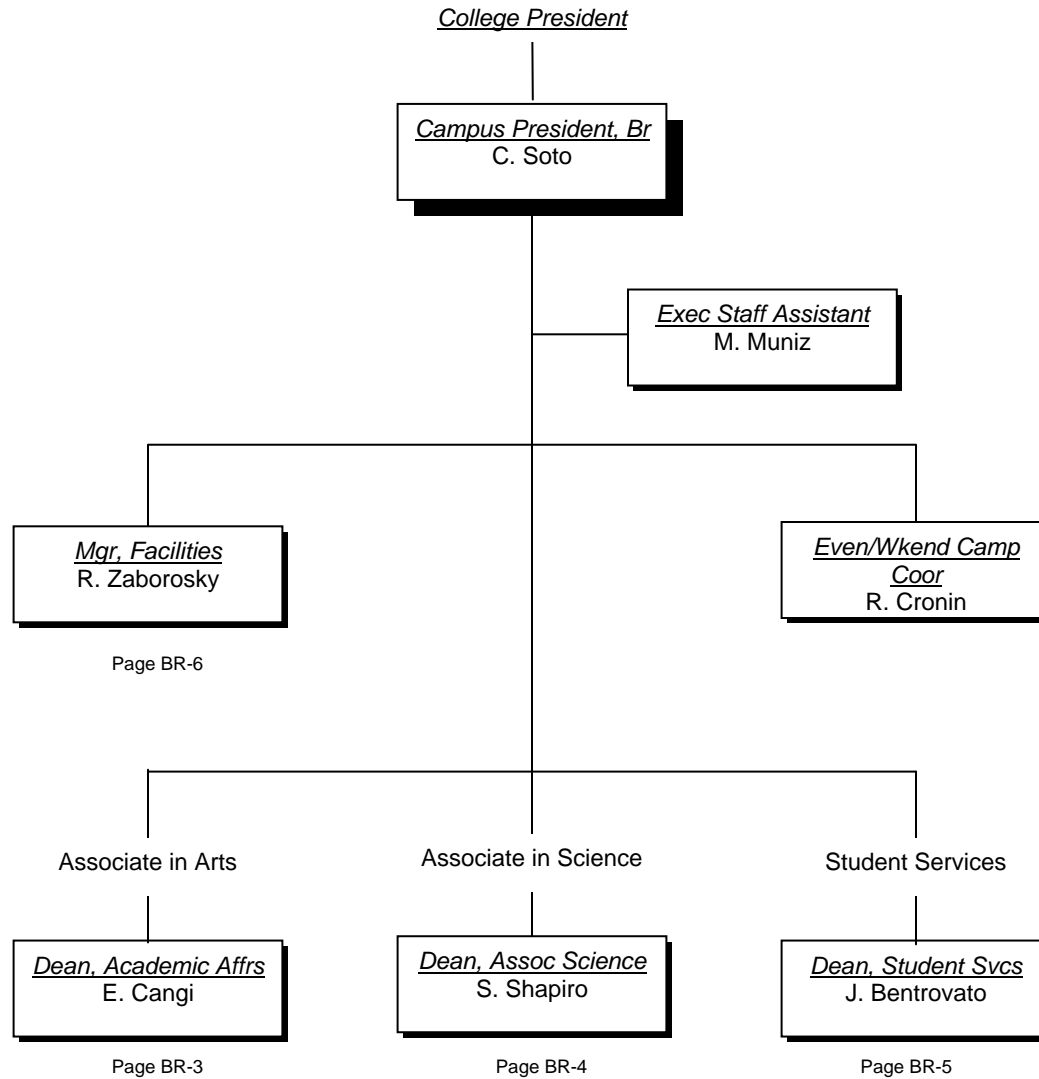 College President
Campus President, Br
C. Soto
Exec Staff Assistant
M. Muniz
Mgr, Facilities
R. Zaborosky
Page BR-6
Even/Wkend Camp
Coor
R. Cronin
Associate in Arts
Associate in Science
Student Services
Dean, Academic Affrs
E. Cangi
Page BR-3
Dean, Assoc Science
S. Shapiro
Page BR-4
Dean, Student Svcs
J. Bentrovato
Page BR-5